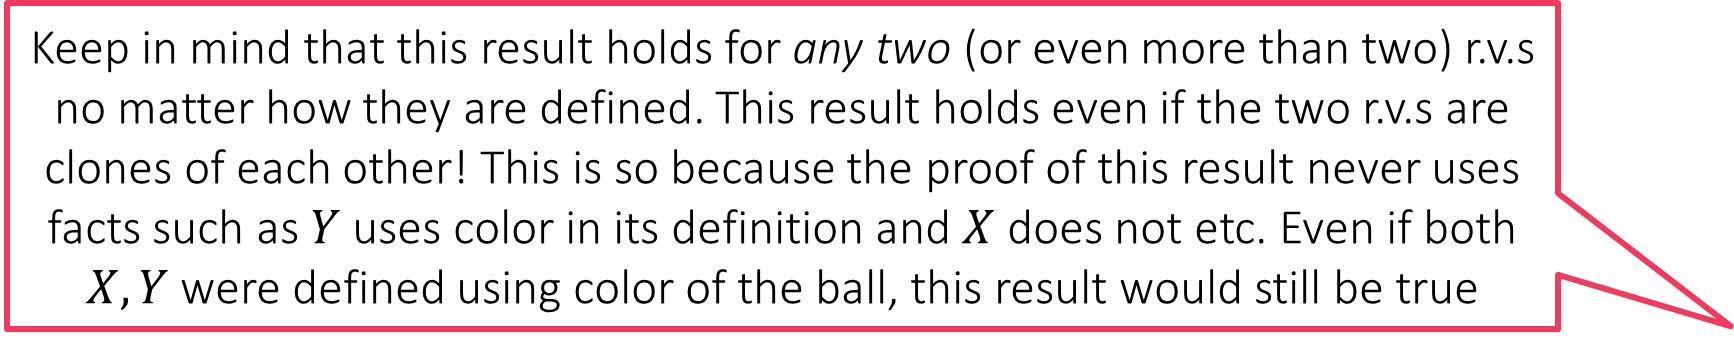 Keep in mind that this result holds for any two (or even more than two) r.v.s
no matter how they are defined. This result holds even if the two r.v.s are
clones of each other! This is so because the proof of this result never uses
facts such as 𝑌 uses color in its definition and 𝑋 does not etc. Even if both
𝑋, 𝑌 were defined using color of the ball, this result would still be true